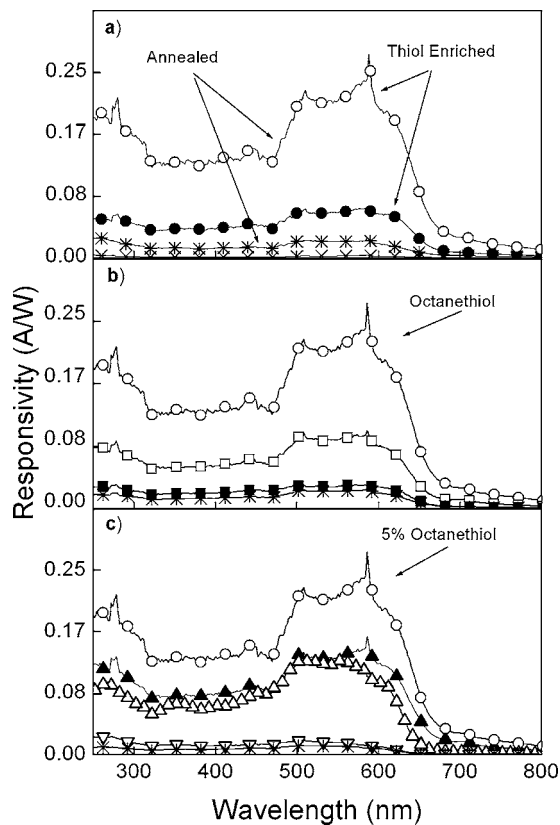 a)
Annealed
Thiol Enriched
0.25
0.17
0.08
0.00
b)
Octanethiol
0.25
0.17
0.08
0.00
c)
5% Octanethiol
0.25
0.17
0.08
0.00
Responsivity (A/W)
300 400 500 600 700 800
Wavelength (nm)